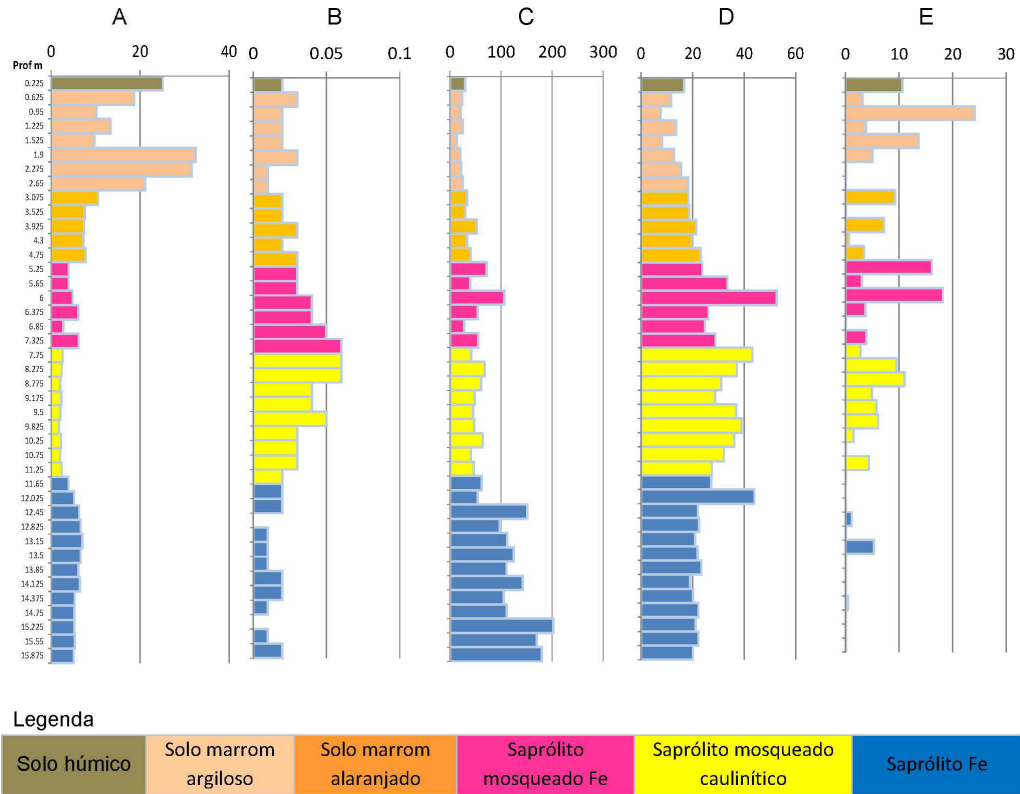 A B C D E
0 20 40 0 0.05 0.1 0 100 200 300 0 20 40 60 0 10 20 30
Prof m
0.225
0.625
0.95
1.225
1.525
1.9
2.275
2.65
3.075
3.525
3.925
4.3
4.75
5.25
5.65
6
6.375
6.85
7.325
7.75
8.275
8.775
9.175
9.5
9.825
10.25
10.75
11.25
11.65
12.025
12.45
12.825
13.15
13.5
13.85
14.125
14.375
14.75
15.225
15.55
15.875
Legenda
Solo húmico
Solo marrom
argiloso
Solo marrom
alaranjado
Saprólito
mosqueado Fe
Saprólito mosqueado
caulinítico
Saprólito Fe